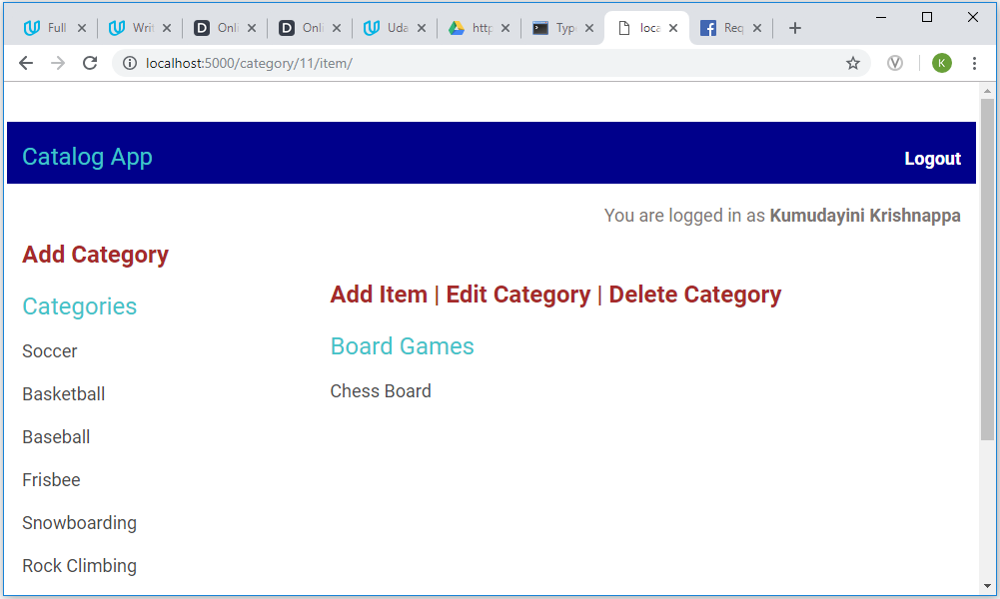 Full Writ Onli Onli Uda http Type loca Req
localhost:5000/category/11/item/
K
Catalog App Logout
You are logged in as Kumudayini Krishnappa
Add Category
Add Item | Edit Category | Delete Category
Categories
Board Games
Soccer
Chess Board
Basketball
Baseball
Frisbee
Snowboarding
Rock Climbing